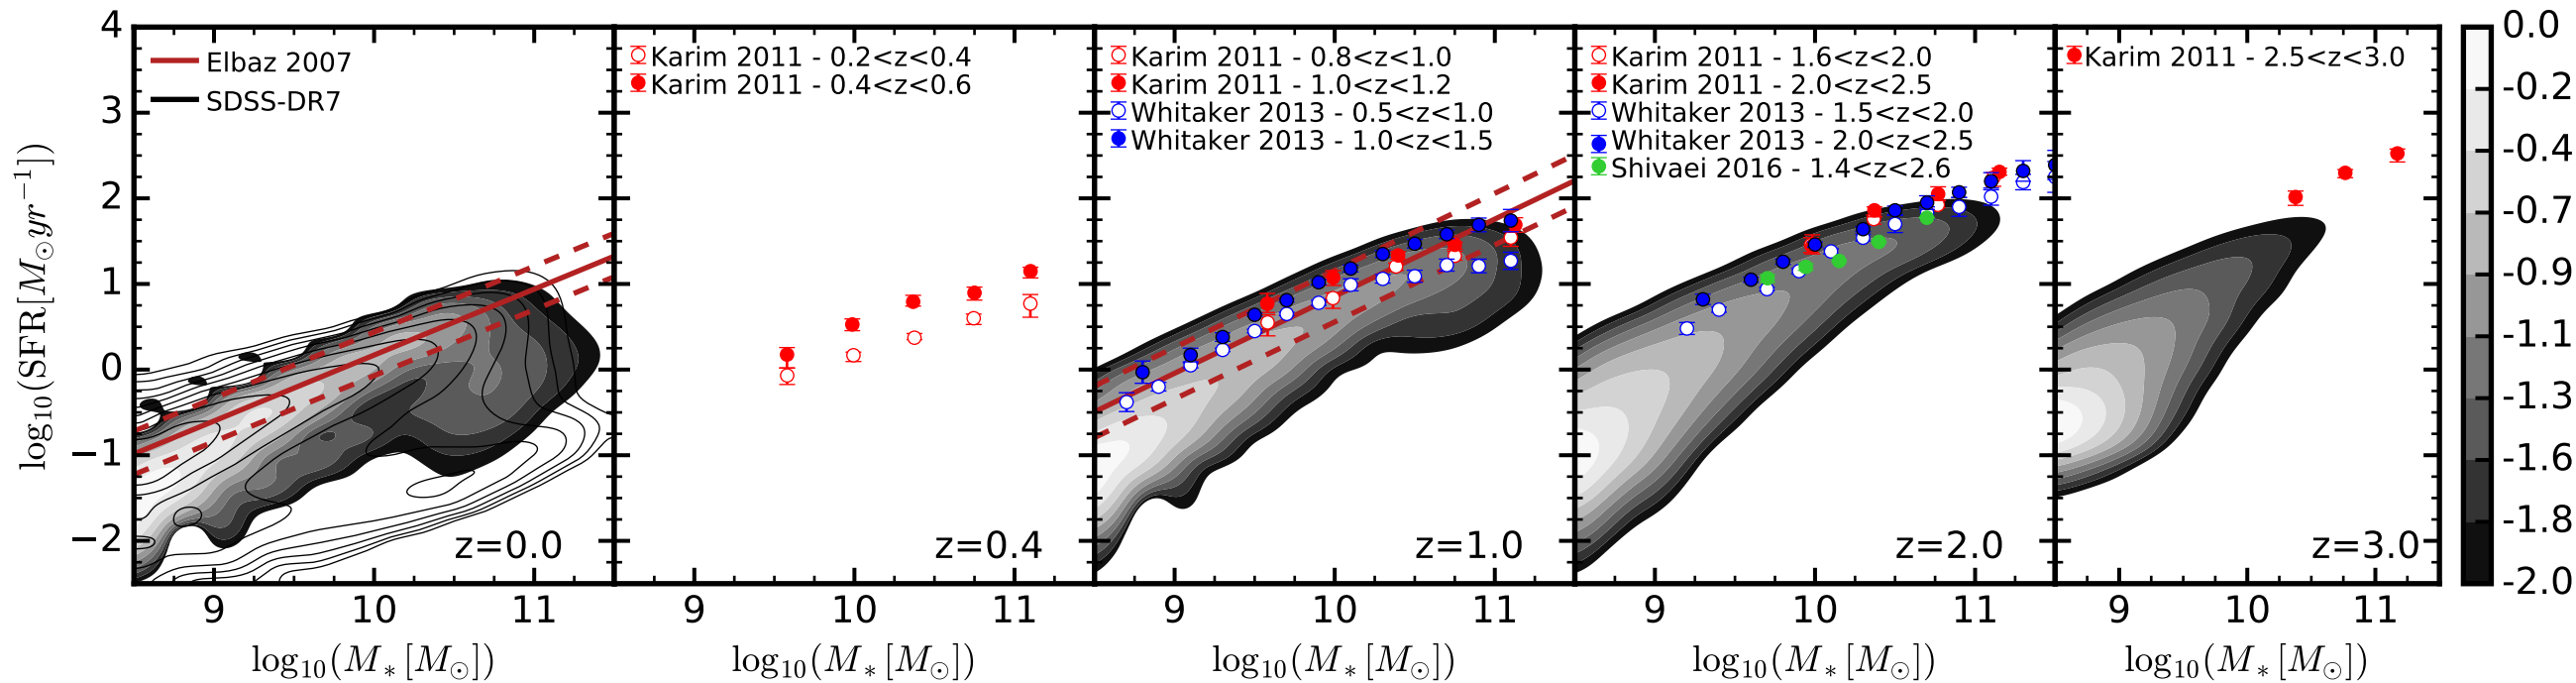 4
3
2
1
0
−1
−2
log10(SFR[M⊙yr−1])
Elbaz 2007
SDSS-DR7
z=0.0
9 10 11
log10(M*[M⊙])
Karim 2011 - 0.2<z<0.4
Karim 2011 - 0.4<z<0.6
z=0.4
9 10 11
log10(M*[M⊙])
Karim 2011 - 0.8<z<1.0
Karim 2011 - 1.0<z<1.2
Whitaker 2013 - 0.5<z<1.0
Whitaker 2013 - 1.0<z<1.5
z=1.0
9 10 11
log10(M*[M⊙])
Karim 2011 - 1.6<z<2.0
Karim 2011 - 2.0<z<2.5
Whitaker 2013 - 1.5<z<2.0
Whitaker 2013 - 2.0<z<2.5
Shivaei 2016 - 1.4<z<2.6
z=2.0
9 10 11
log10(M*[M⊙])
Karim 2011 - 2.5<z<3.0
z=3.0
9 10 11
log10(M*[M⊙])
0.0
-0.2
-0.4
-0.7
-0.9
-1.1
-1.3
-1.6
-1.8
-2.0